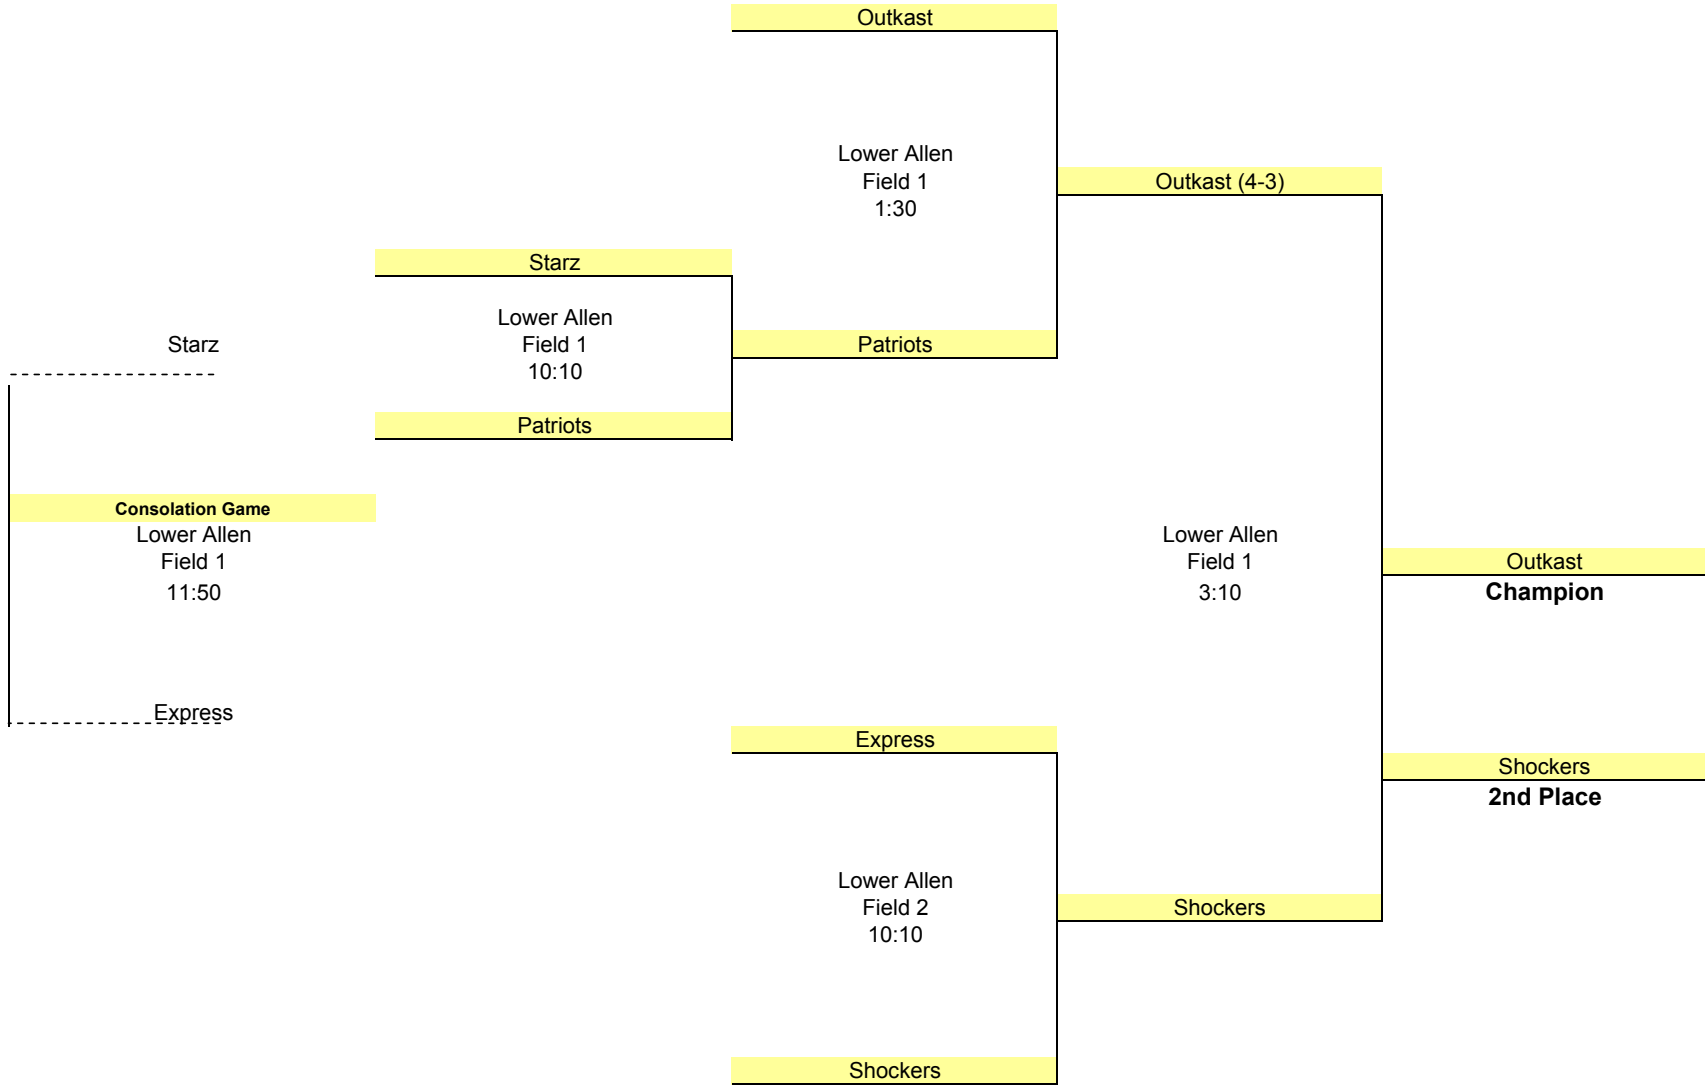 Outkast
Lower Allen
Field 1
1:30
Outkast (4-3)
Starz
Lower Allen
Field 1
10:10
Starz
Patriots
Patriots
Consolation Game
Lower Allen
Field 1
11:50
Lower Allen
Field 1
3:10
Outkast
Champion
Express
Express
Shockers
2nd Place
Lower Allen
Field 2
10:10
Shockers
Shockers